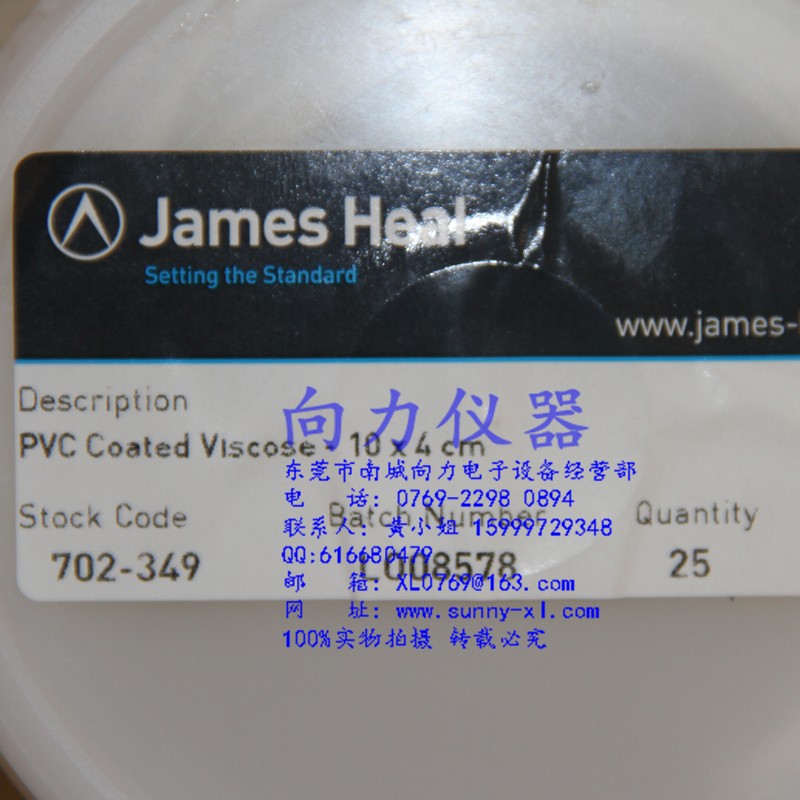 James Heal
Setting the Standard
www.james-
Description
向力仪器
PVC Coated Viscose - 10 x 4 cm
东莞市南城向力电子设备经营部
电 话: 0769-2298 0894
Stock Code
Batch Number
Quantity
联系人: 黄小姐 15999729348
QQ:616680479
702-349
L008578
25
邮 箱: XL0769@163.com
网 址: www.sunny-xl.com
100%实物拍摄 转载必究